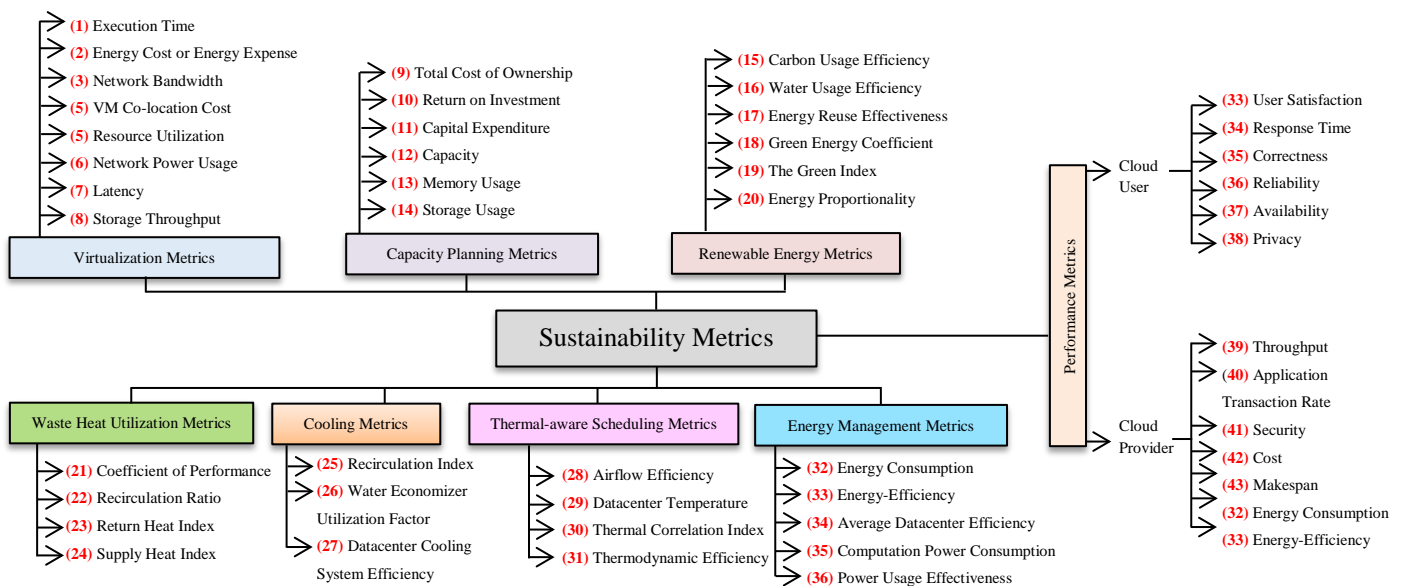 (1) Execution Time
(2) Energy Cost or Energy Expense
(3) Network Bandwidth
(5) VM Co-location Cost
(5) Resource Utilization
(6) Network Power Usage
(7) Latency
(8) Storage Throughput
Virtualization Metrics
(9) Total Cost of Ownership
(10) Return on Investment
(11) Capital Expenditure
(12) Capacity
(13) Memory Usage
(14) Storage Usage
Capacity Planning Metrics
(15) Carbon Usage Efficiency
(16) Water Usage Efficiency
(17) Energy Reuse Effectiveness
(18) Green Energy Coefficient
(19) The Green Index
(20) Energy Proportionality
Renewable Energy Metrics
Sustainability Metrics
Performance Metrics
Cloud
User
(33) User Satisfaction
(34) Response Time
(35) Correctness
(36) Reliability
(37) Availability
(38) Privacy
Cloud
Provider
(39) Throughput
(40) Application
Transaction Rate
(41) Security
(42) Cost
(43) Makespan
(32) Energy Consumption
(33) Energy-Efficiency
Waste Heat Utilization Metrics
(21) Coefficient of Performance
(22) Recirculation Ratio
(23) Return Heat Index
(24) Supply Heat Index
Cooling Metrics
(25) Recirculation Index
(26) Water Economizer
Utilization Factor
(27) Datacenter Cooling
System Efficiency
Thermal-aware Scheduling Metrics
(28) Airflow Efficiency
(29) Datacenter Temperature
(30) Thermal Correlation Index
(31) Thermodynamic Efficiency
Energy Management Metrics
(32) Energy Consumption
(33) Energy-Efficiency
(34) Average Datacenter Efficiency
(35) Computation Power Consumption
(36) Power Usage Effectiveness